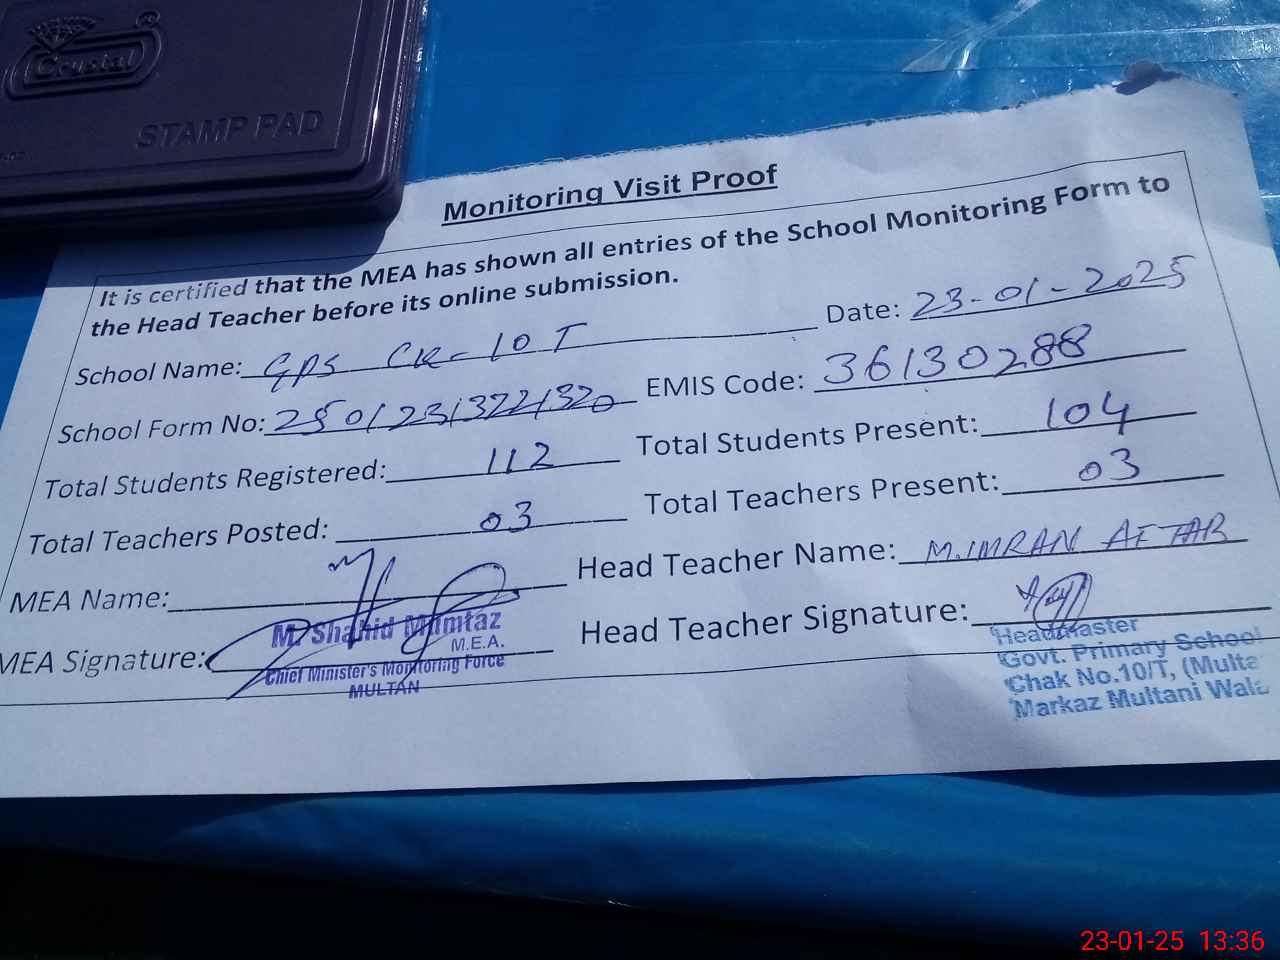 Crystal
STAMP PAD
Monitoring Visit Proof
It is certified that the MEA has shown all entries of the School Monitoring Form to
the Head Teacher before its online submission.
School Name: GPS CK-10T Date: 23-01-2025
School Form No: 250123132214320 EMIS Code: 36130288
Total Students Registered: 112 Total Students Present: 104
Total Teachers Posted: 03 Total Teachers Present: 03
MEA Name: Head Teacher Name: M.IMRAN AFTAB
MEA Signature: Head Teacher Signature:
M. Shahid Mumtaz
M.E.A.
Chief Minister's Monitoring Force
MULTAN
Headmaster
Govt. Primary School
Chak No.10/T, (Multa
Markaz Multani Wala
23-01-25 13:36